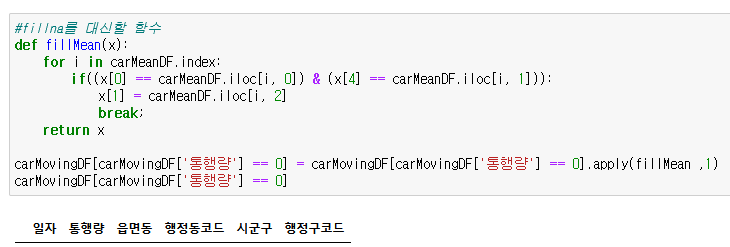 #fillna를 대신할 함수
def fillMean(x):
    for i in carMeanDF.index:
        if((x[0] == carMeanDF.iloc[i, 0]) & (x[4] == carMeanDF.iloc[i, 1])):
            x[1] = carMeanDF.iloc[i, 2]
            break;
    return x

carMovingDF[carMovingDF['통행량'] == 0] = carMovingDF[carMovingDF['통행량'] == 0].apply(fillMean ,1)
carMovingDF[carMovingDF['통행량'] == 0]
일자 통행량 읍면동 행정동코드 시군구 행정구코드